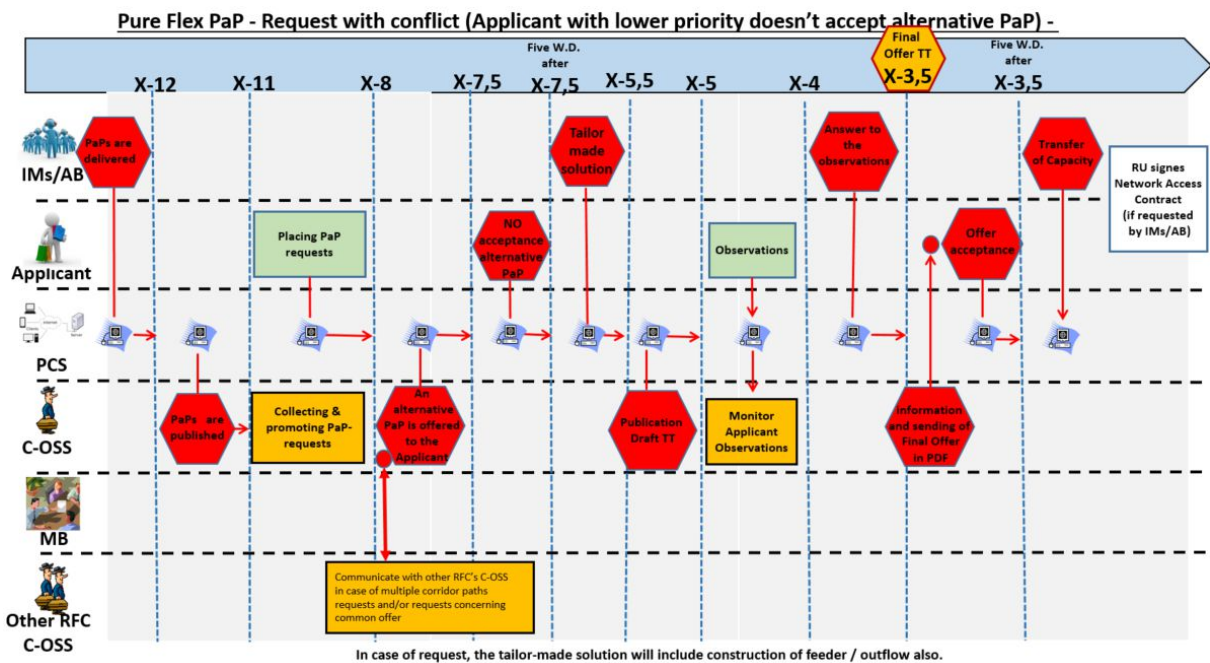 Pure Flex PaP - Request with conflict (Applicant with lower priority doesn't accept alternative PaP) -
Five W.D.
after
Final
Offer TT
X-3,5
Five W.D.
after
X-12
X-11
X-8
X-7,5
X-7,5
X-5,5
X-5
X-4
X-3,5
IMs/AB
PaPs are
delivered
Tailor
made
solution
Answer to
the
observations
Transfer
of Capacity
RU signes
Network Access
Contract
(if requested
by IMs/AB)
Applicant
Placing PaP
requests
NO
acceptance
alternative
PaP
Observations
Offer
acceptance
PCS
C-OSS
PaPs are
published
Collecting &
promoting PaP-
requests
An
alternative
PaP is offered
to the
Applicant
Publication
Draft TT
Monitor
Applicant
Observations
Information
and sending of
Final Offer
in PDF
MB
Other RFC
C-OSS
Communicate with other RFC's C-OSS
in case of multiple corridor paths
requests and/or requests concerning
common offer
In case of request, the tailor-made solution will include construction of feeder / outflow also.